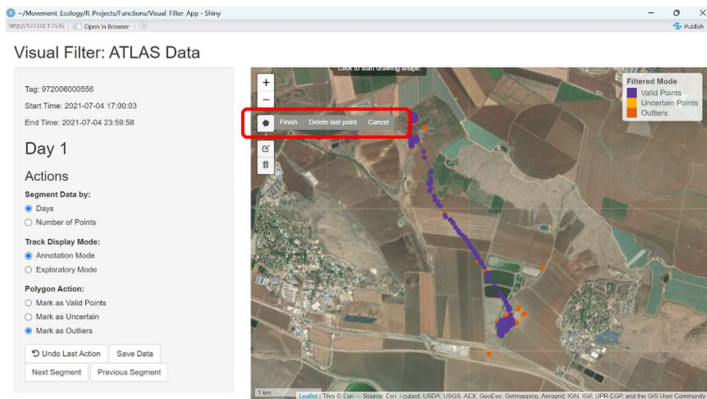 ~/Movement_Ecology/R_Projects/Functions/Visual_Filter_App - Shiny
http://127.0.0.1:7535 Open in Browser
Publish
Visual Filter: ATLAS Data
Tag: 972006000556
Start Time: 2021-07-04 17:00:03
End Time: 2021-07-04 23:59:58
Day 1
Actions
Segment Data by:
Days
Number of Points
Track Display Mode:
Annotation Mode
Exploratory Mode
Polygon Action:
Mark as Valid Points
Mark as Uncertain
Mark as Outliers
Undo Last Action Save Data
Next Segment Previous Segment
Click to start drawing shape.
+
−
Finish Delete last point Cancel
Filtered Mode
Valid Points
Uncertain Points
Outliers
1 km
Leaflet | Tiles © Esri — Source: Esri, i-cubed, USDA, USGS, AEX, GeoEye, Getmapping, Aerogrid, IGN, IGP, UPR-EGP, and the GIS User Community